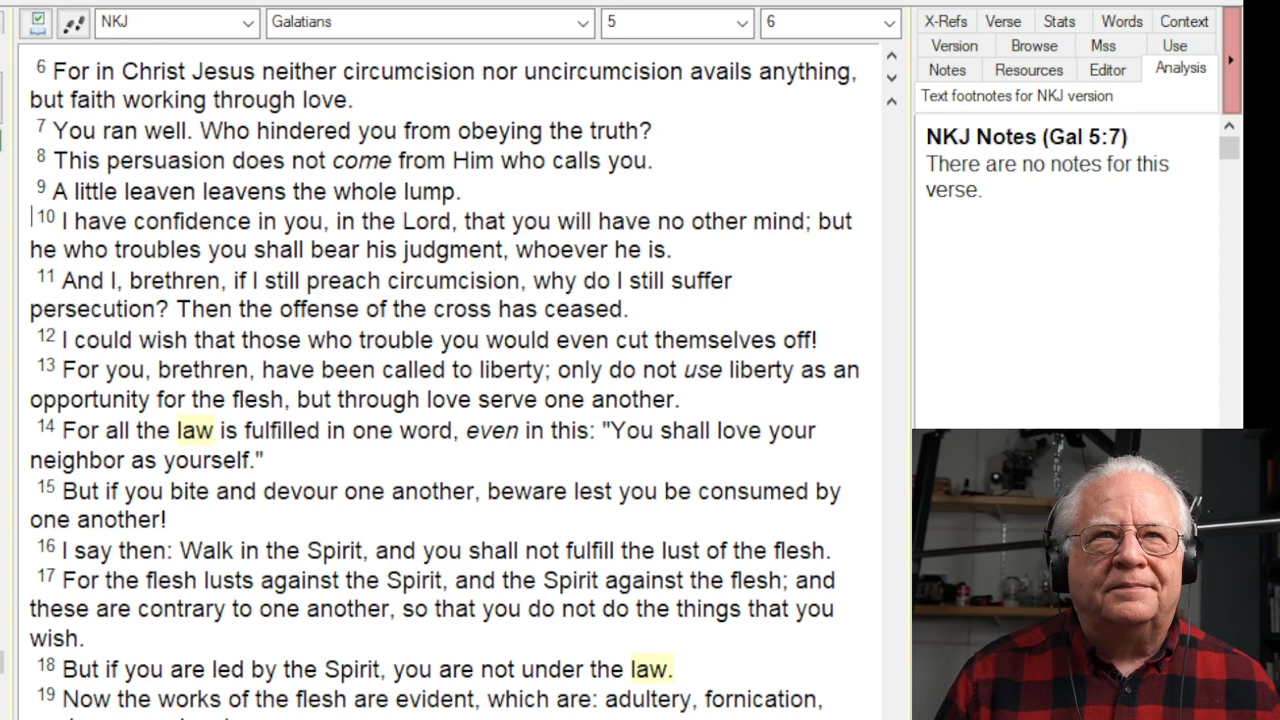 NKJ Galatians 5 6
6 For in Christ Jesus neither circumcision nor uncircumcision avails anything,
but faith working through love.
7 You ran well. Who hindered you from obeying the truth?
8 This persuasion does not come from Him who calls you.
9 A little leaven leavens the whole lump.
10 I have confidence in you, in the Lord, that you will have no other mind; but
he who troubles you shall bear his judgment, whoever he is.
11 And I, brethren, if I still preach circumcision, why do I still suffer
persecution? Then the offense of the cross has ceased.
12 I could wish that those who trouble you would even cut themselves off!
13 For you, brethren, have been called to liberty; only do not use liberty as an
opportunity for the flesh, but through love serve one another.
14 For all the law is fulfilled in one word, even in this: "You shall love your
neighbor as yourself."
15 But if you bite and devour one another, beware lest you be consumed by
one another!
16 I say then: Walk in the Spirit, and you shall not fulfill the lust of the flesh.
17 For the flesh lusts against the Spirit, and the Spirit against the flesh; and
these are contrary to one another, so that you do not do the things that you
wish.
18 But if you are led by the Spirit, you are not under the law.
19 Now the works of the flesh are evident, which are: adultery, fornication,
X-Refs Verse Stats Words Context
Version Browse Mss Use
Notes Resources Editor Analysis
Text footnotes for NKJ version
NKJ Notes (Gal 5:7)
There are no notes for this
verse.